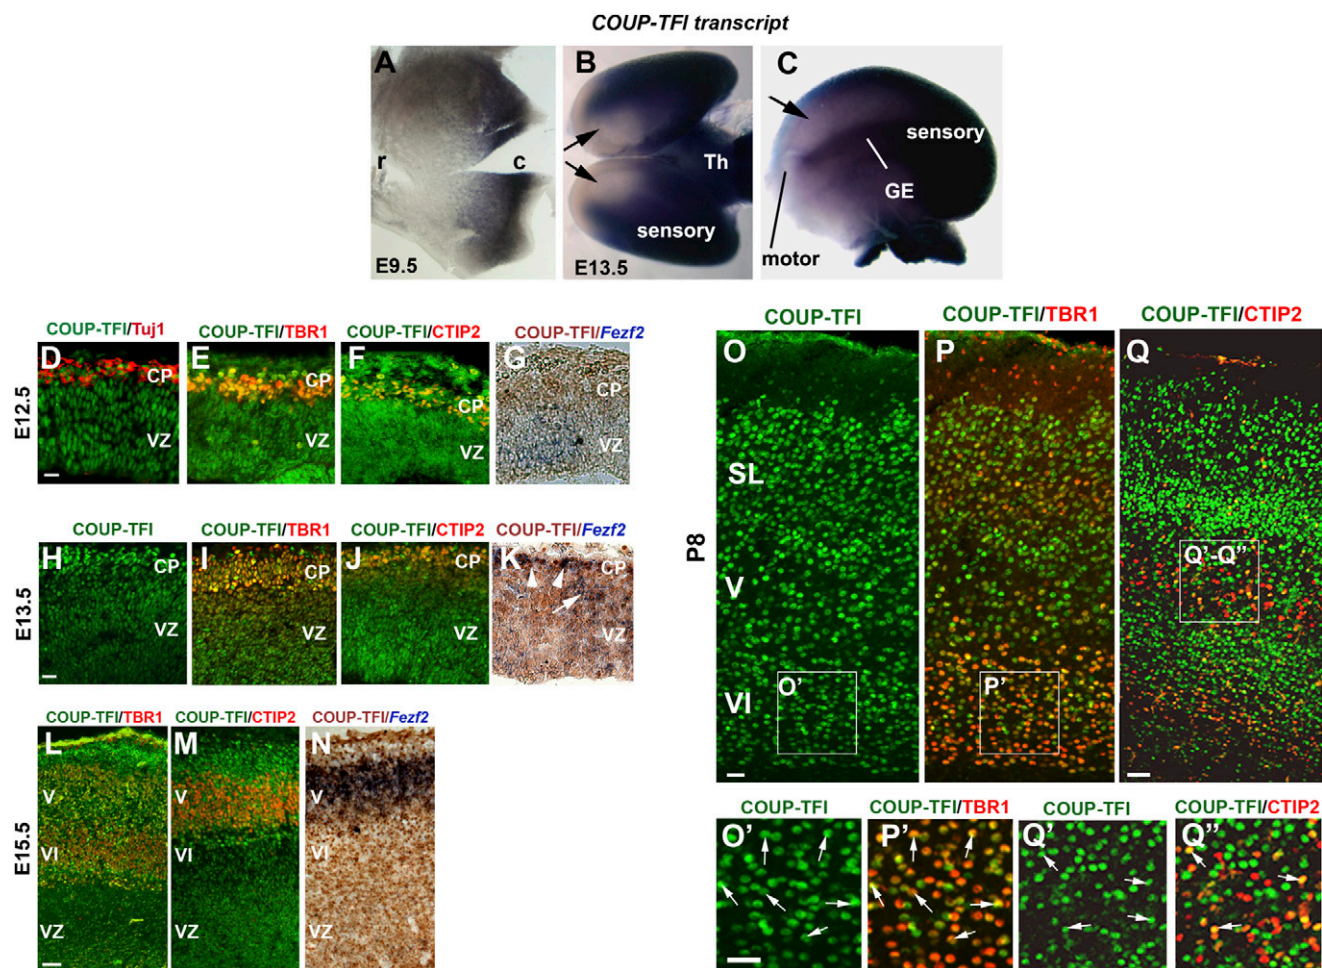 COUP-TFI transcript
A
B
C
r
c
Th
sensory
sensory
GE
motor
E9.5
E13.5
COUP-TFI/Tuj1
COUP-TFI/TBR1
COUP-TFI/CTIP2
COUP-TFI/Fezf2
D
E
F
G
CP
CP
CP
CP
VZ
VZ
VZ
VZ
E12.5
COUP-TFI
COUP-TFI/TBR1
COUP-TFI/CTIP2
COUP-TFI/Fezf2
H
I
J
K
CP
CP
CP
CP
VZ
VZ
VZ
VZ
E13.5
COUP-TFI/TBR1
COUP-TFI/CTIP2
COUP-TFI/Fezf2
L
M
N
V
V
V
VI
VI
VI
VZ
VZ
VZ
E15.5
COUP-TFI
COUP-TFI/TBR1
COUP-TFI/CTIP2
O
P
Q
SL
V
VI
P8
O'
P'
Q'-Q"
COUP-TFI
COUP-TFI/TBR1
COUP-TFI
COUP-TFI/CTIP2
O'
P'
Q'
Q"